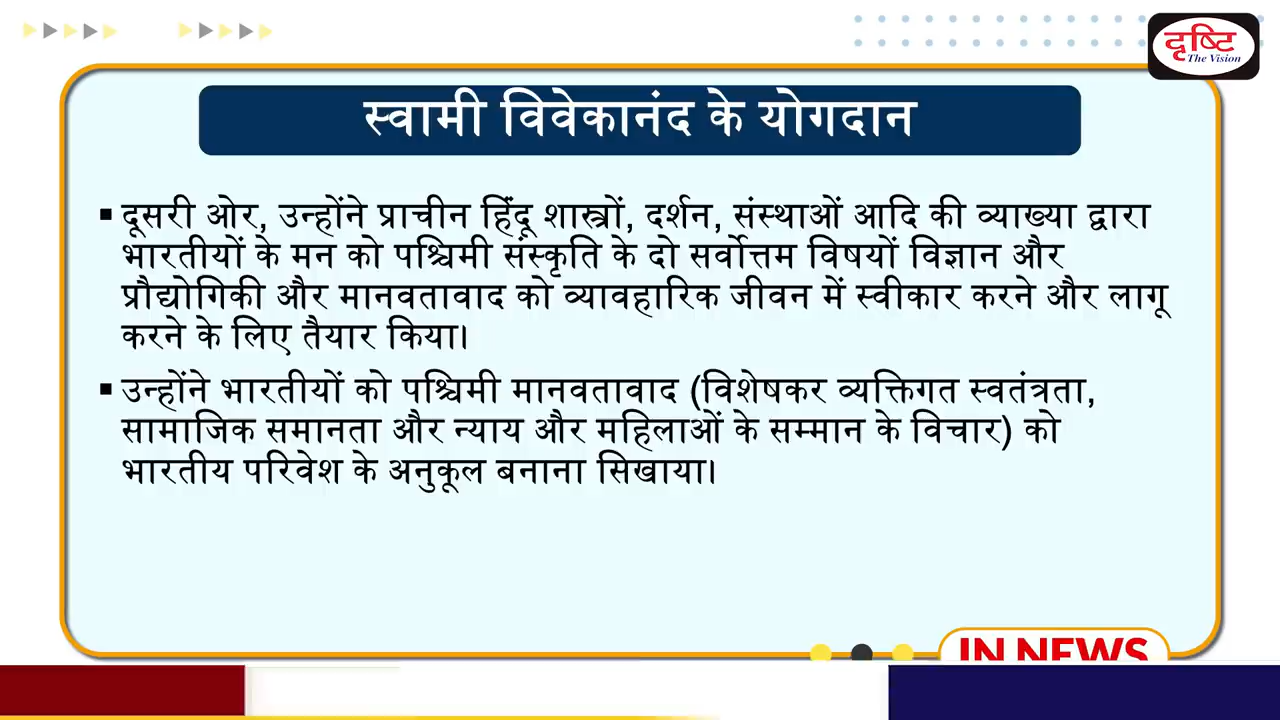 दृष्टि
The Vision
स्वामी विवेकानंद के योगदान
▪ दूसरी ओर, उन्होंने प्राचीन हिंदू शास्त्रों, दर्शन, संस्थाओं आदि की व्याख्या द्वारा
भारतीयों के मन को पश्चिमी संस्कृति के दो सर्वोत्तम विषयों विज्ञान और
प्रौद्योगिकी और मानवतावाद को व्यावहारिक जीवन में स्वीकार करने और लागू
करने के लिए तैयार किया।
▪ उन्होंने भारतीयों को पश्चिमी मानवतावाद (विशेषकर व्यक्तिगत स्वतंत्रता,
सामाजिक समानता और न्याय और महिलाओं के सम्मान के विचार) को
भारतीय परिवेश के अनुकूल बनाना सिखाया।
IN NEWS